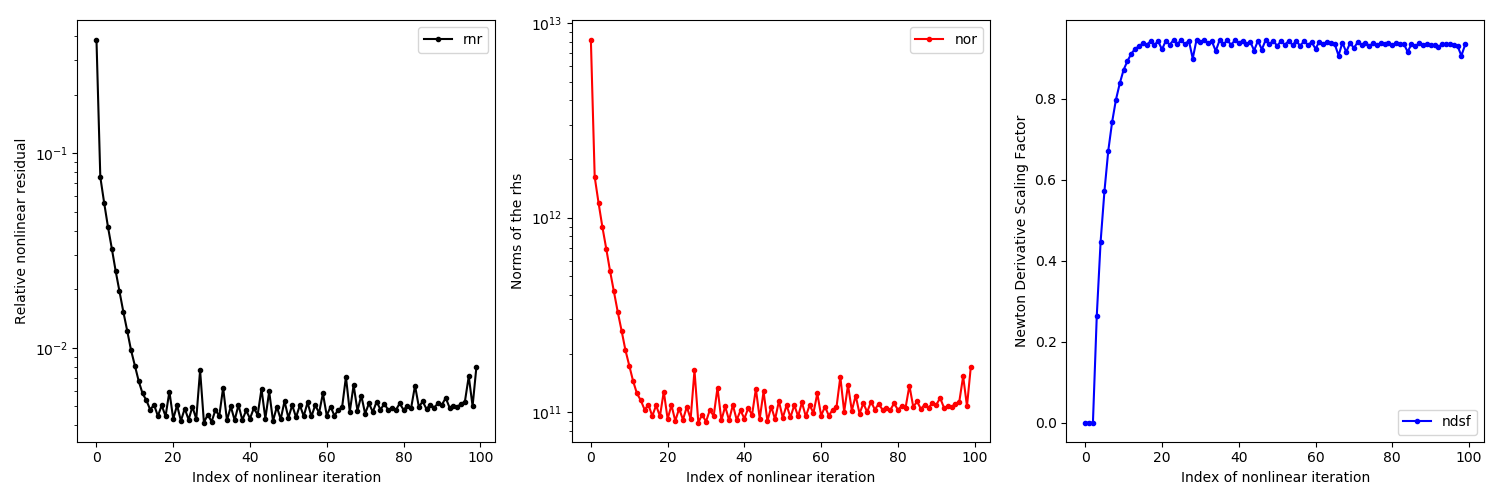 Relative nonlinear residual
10⁻¹
10⁻²
0 20 40 60 80 100
Index of nonlinear iteration
rnr
Norms of the rhs
10¹³
10¹²
10¹¹
0 20 40 60 80 100
Index of nonlinear iteration
nor
Newton Derivative Scaling Factor
0.8
0.6
0.4
0.2
0.0
0 20 40 60 80 100
Index of nonlinear iteration
ndsf